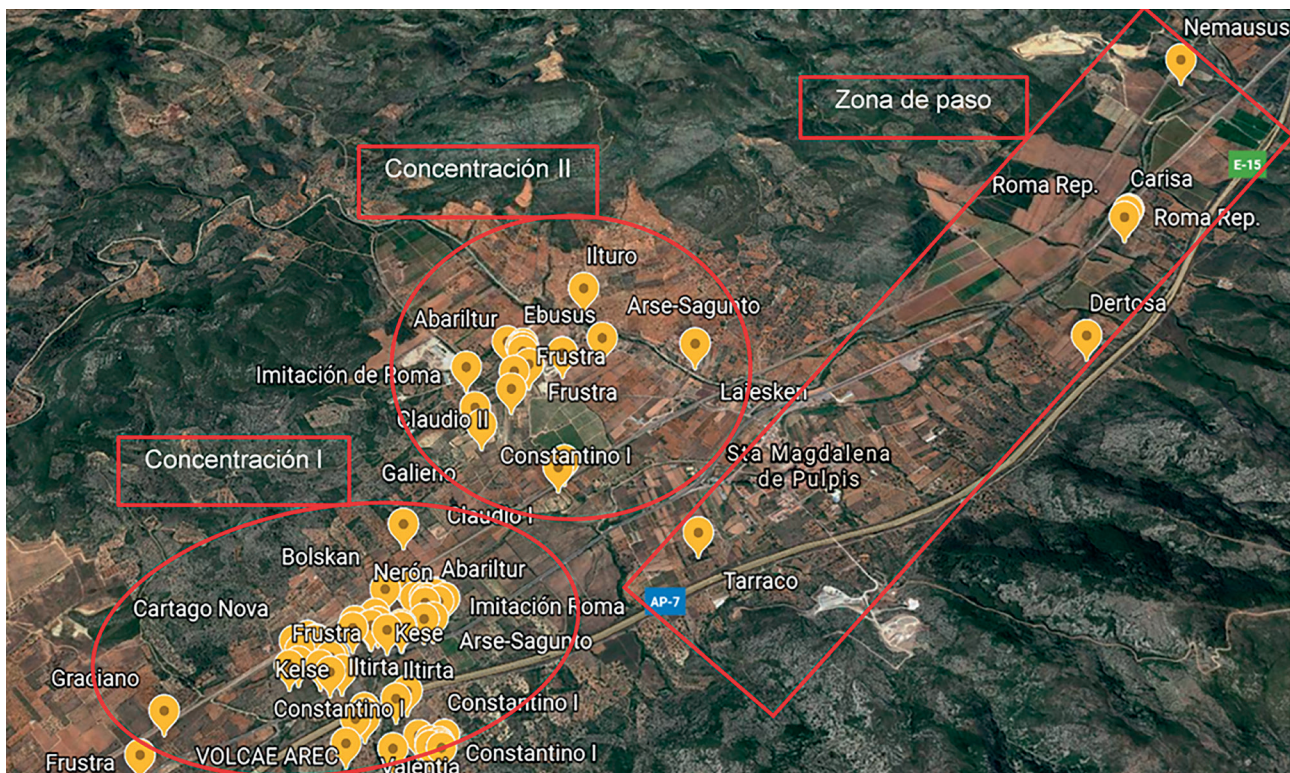 Nemausus
Zona de paso
E-15
Concentración II
Roma Rep.
Carisa
Roma Rep.
Ilturo
Arse-Sagunto
Dertosa
Abariltur
Ebusus
Frustra
Imitación de Roma
Frustra
Laiesken
Claudio II
Constantino I
Sta Magdalena
de Pulpis
Concentración I
Galieno
Claudio I
Bolskan
Nerón
Abariltur
Tarraco
AP-7
Cartago Nova
Imitación Roma
Frustra
Kese
Arse-Sagunto
Kelse
Iltirta
Iltirta
Graciano
Constantino I
Constantino I
VOLCAE AREC
Constantino I
Valentia
Frustra